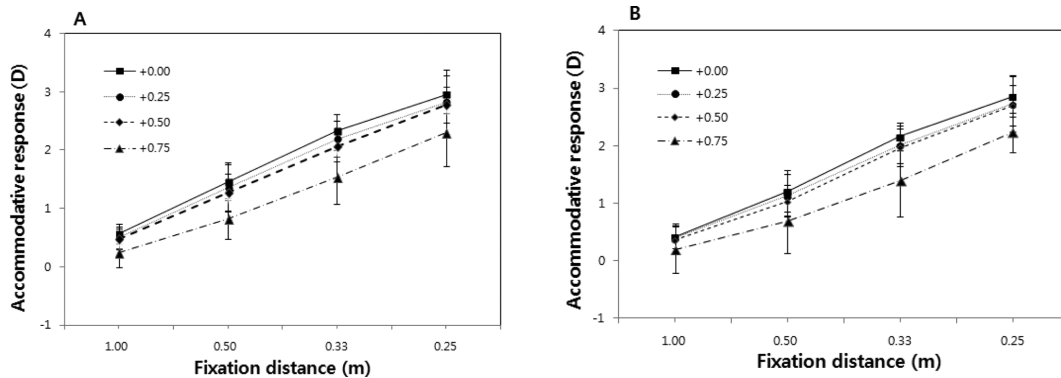 A
Accommodative response (D)
4
3
2
1
0
-1
+0.00
+0.25
+0.50
+0.75
1.00 0.50 0.33 0.25
Fixation distance (m)
B
Accommodative response (D)
4
3
2
1
0
-1
+0.00
+0.25
+0.50
+0.75
1.00 0.50 0.33 0.25
Fixation distance (m)